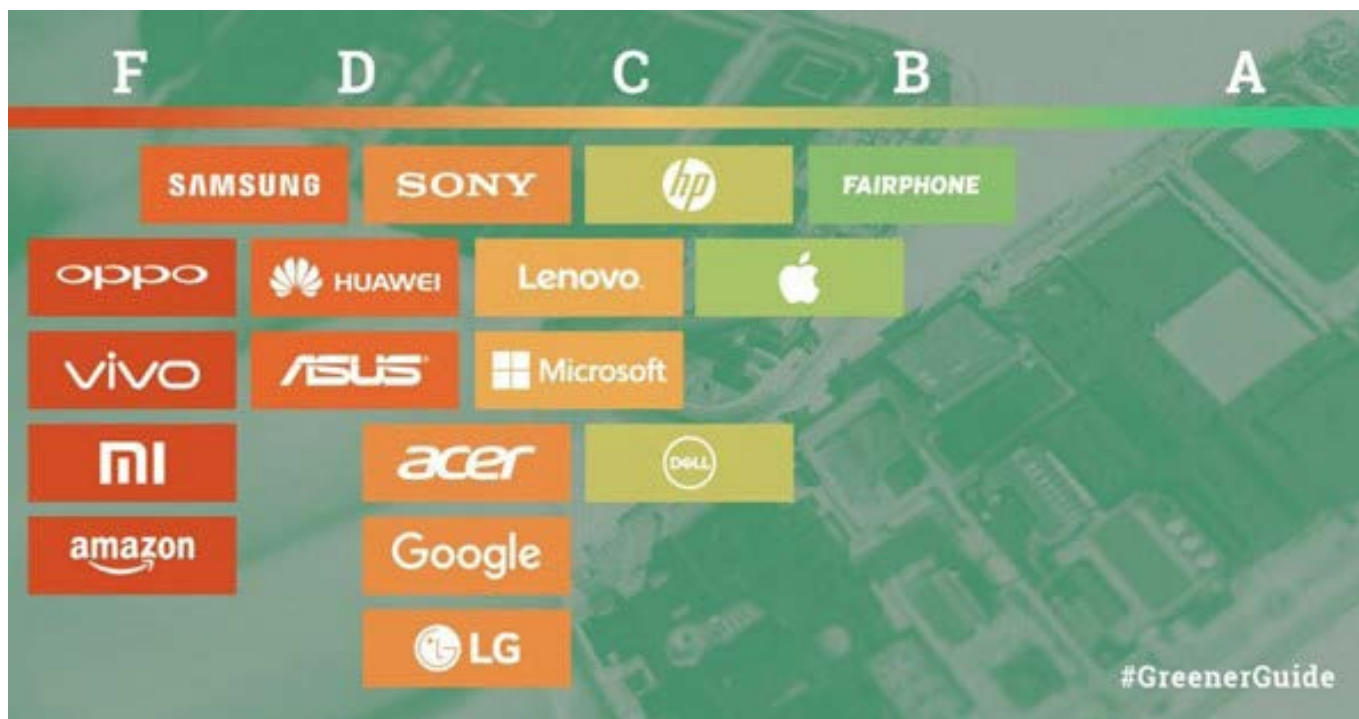 F D C B A
SAMSUNG SONY hp FAIRPHONE
oppo HUAWEI Lenovo.
vivo ASUS Microsoft
mi acer DELL
amazon Google
LG
#GreenerGuide